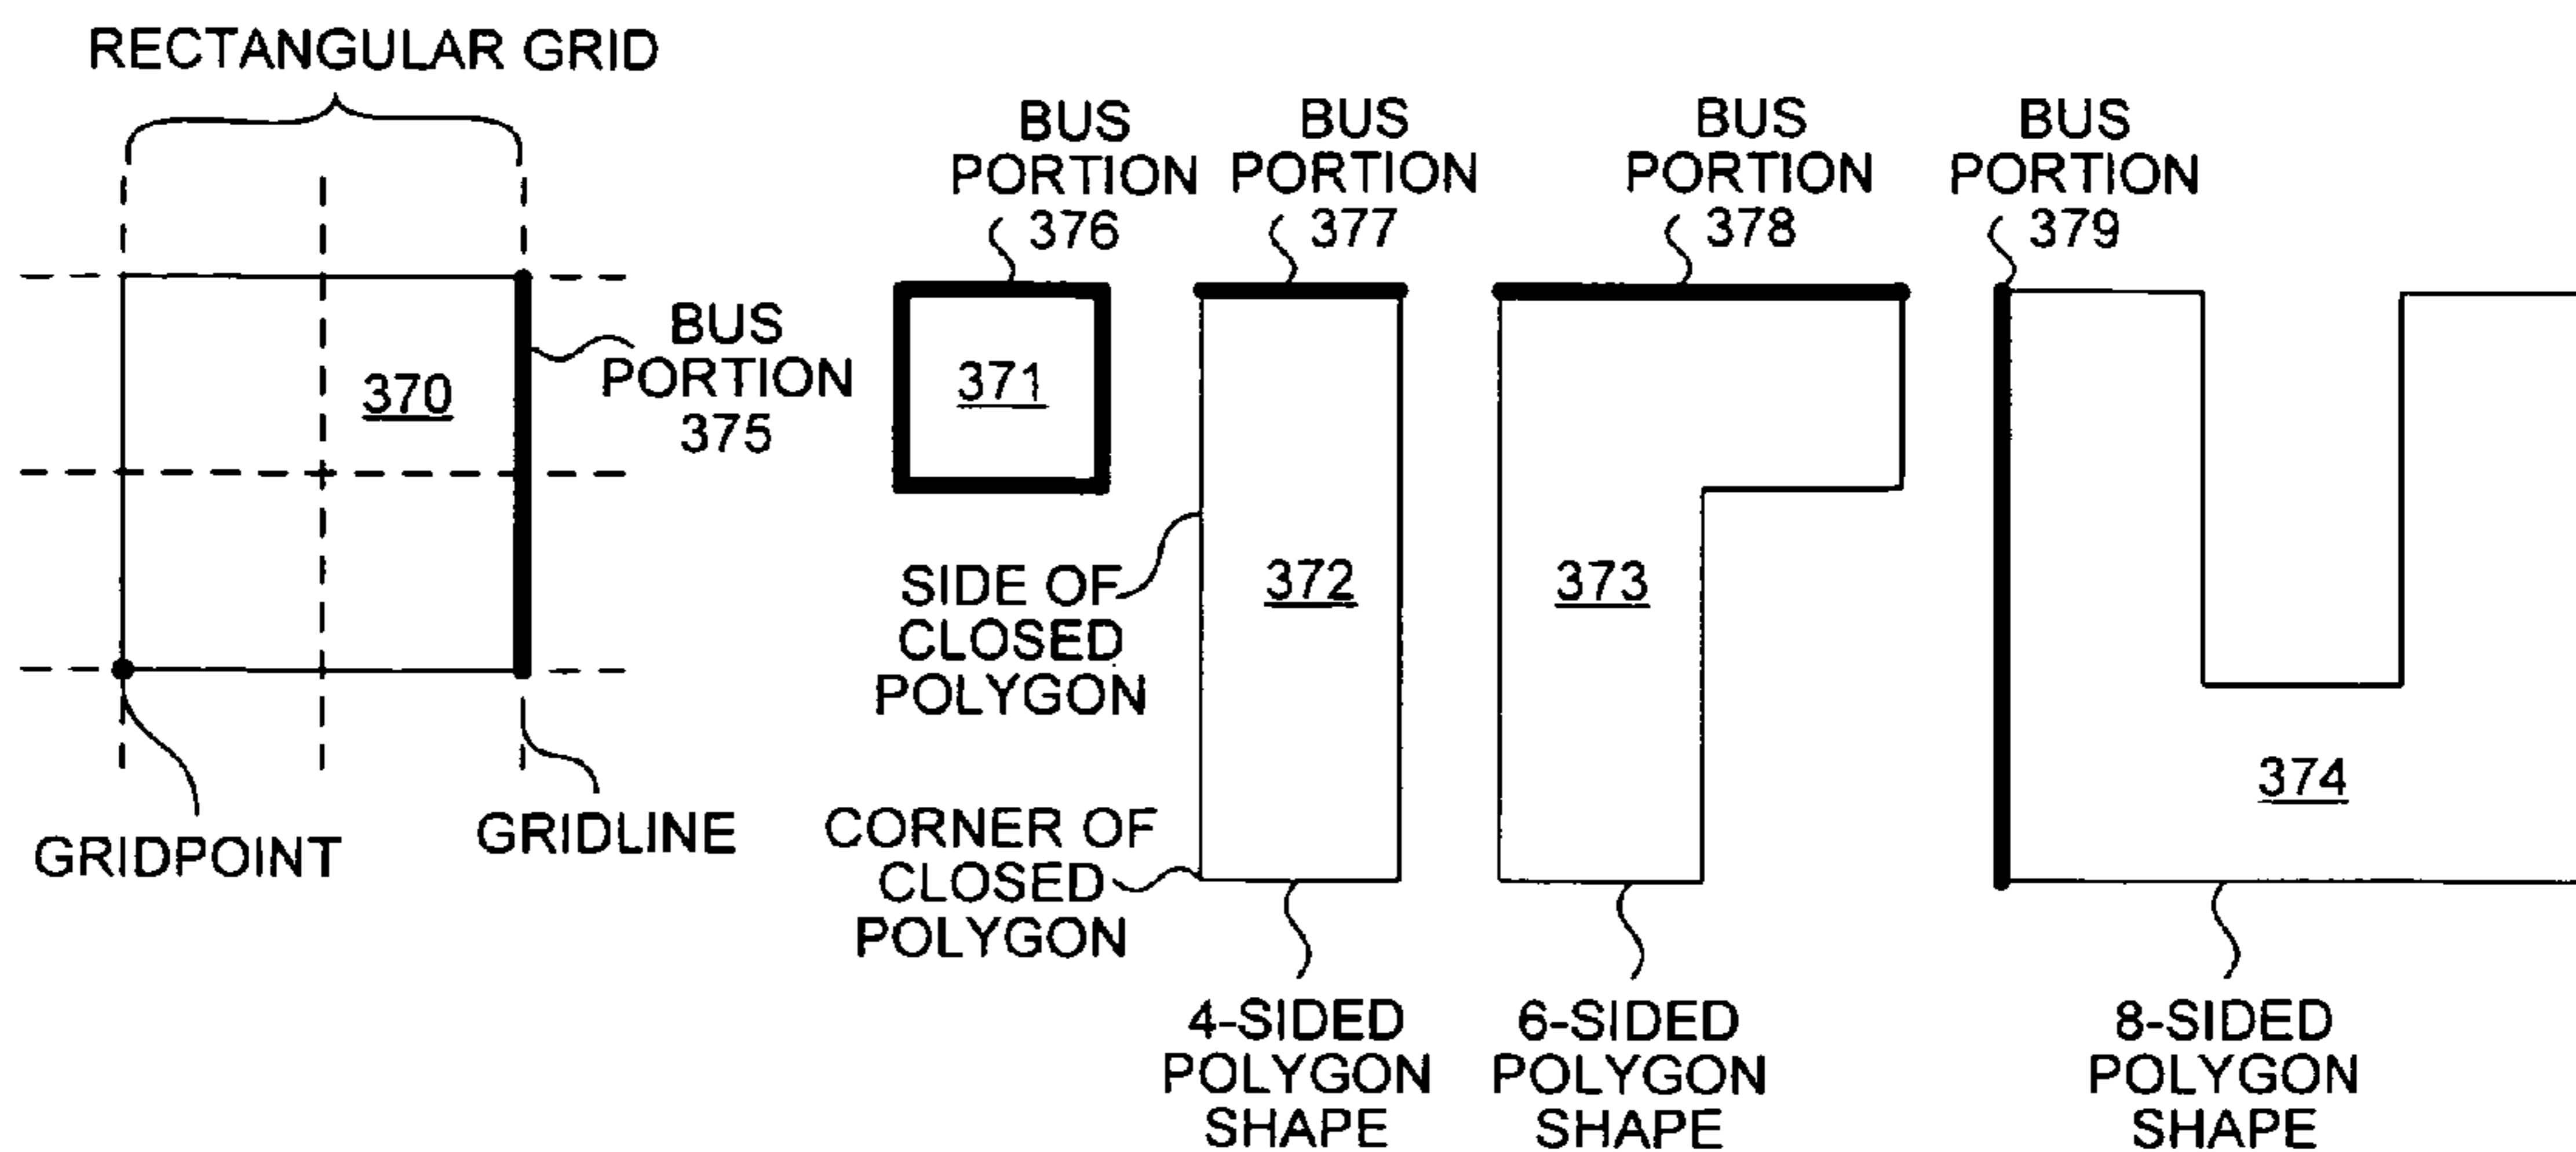 RECTANGULAR GRID
370
BUS
PORTION
375
GRIDPOINT
GRIDLINE
BUS
PORTION
376
371
BUS
PORTION
377
372
SIDE OF
CLOSED
POLYGON
CORNER OF
CLOSED
POLYGON
4-SIDED
POLYGON
SHAPE
BUS
PORTION
378
373
6-SIDED
POLYGON
SHAPE
BUS
PORTION
379
374
8-SIDED
POLYGON
SHAPE